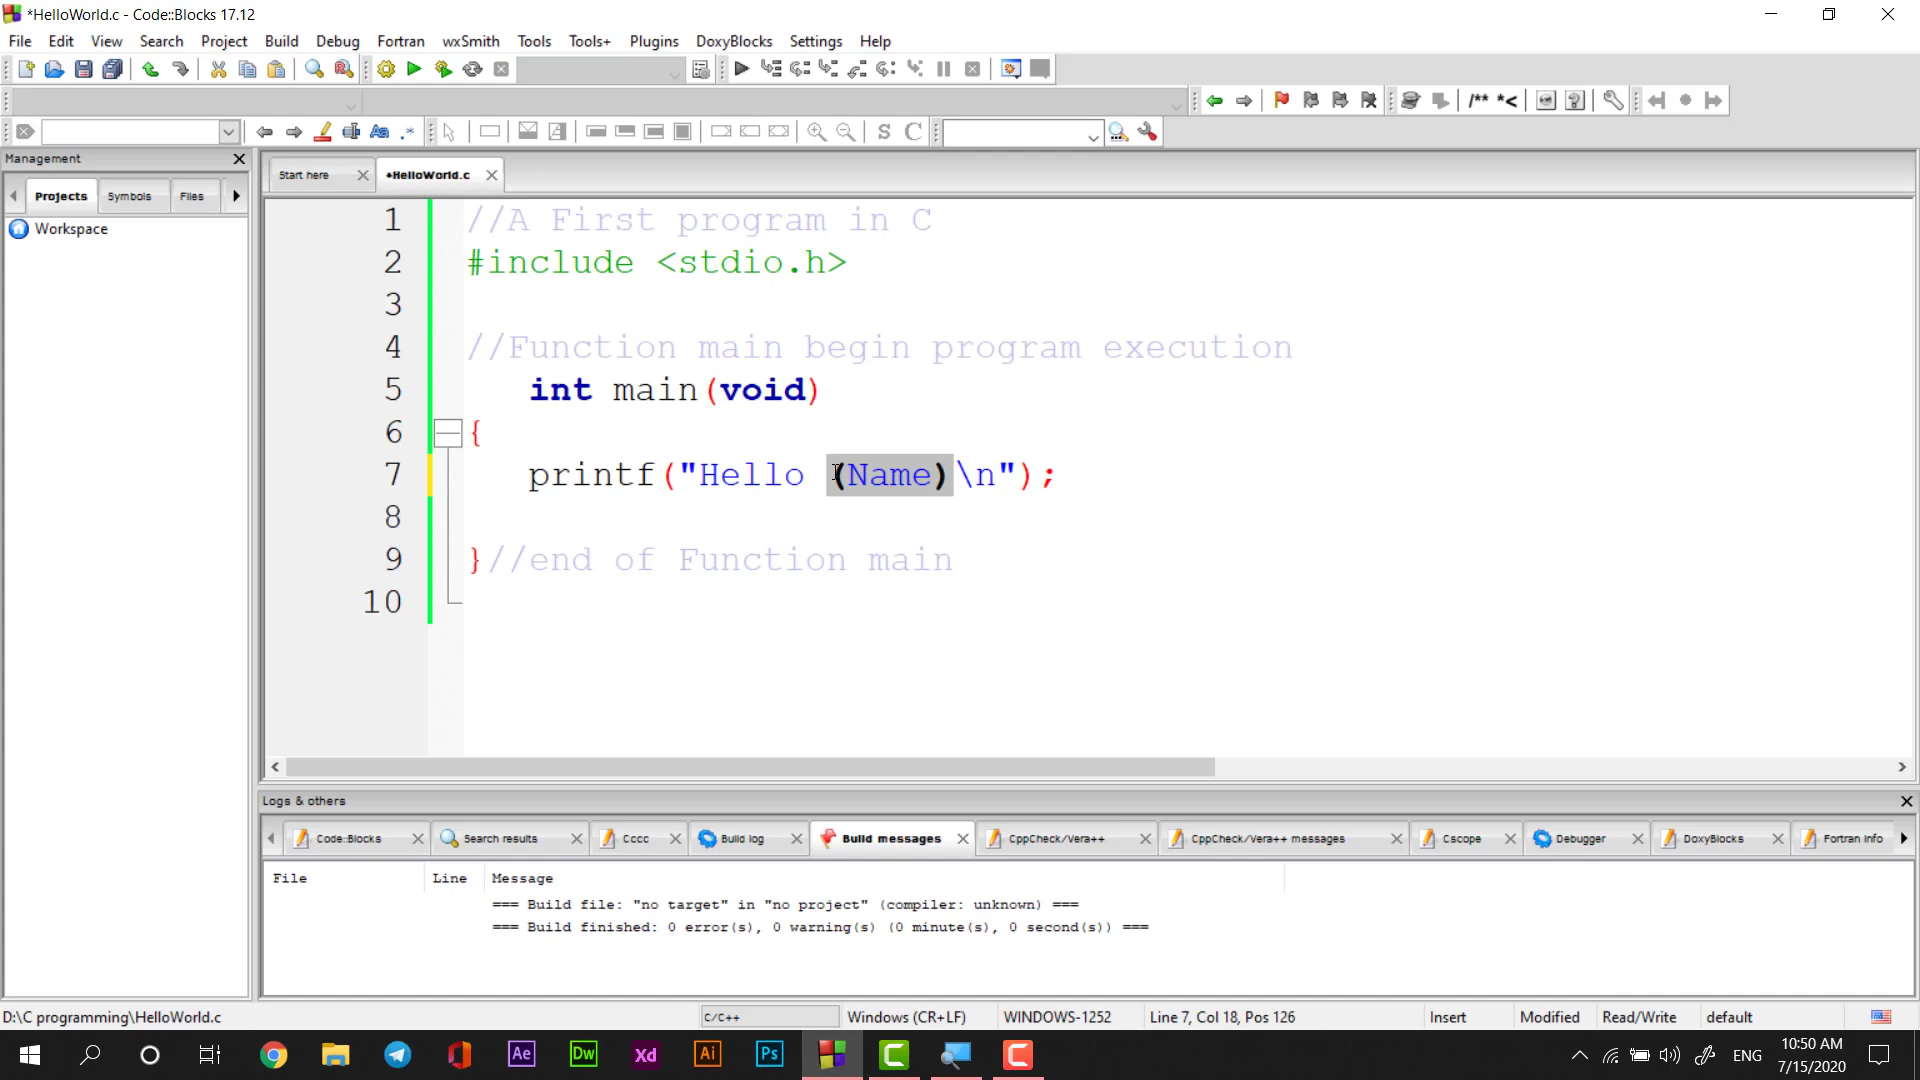 *HelloWorld.c - Code::Blocks 17.12
File Edit View Search Project Build Debug Fortran wxSmith Tools Tools+ Plugins DoxyBlocks Settings Help
/** *<
S C
Management
Start here *HelloWorld.c
Projects Symbols Files
Workspace
1 //A First program in C
2 #include <stdio.h>
3
4 //Function main begin program execution
5 int main(void)
6 {
7 printf("Hello (Name)\n");
8
9 }//end of Function main
10
Logs & others
Code::Blocks Search results Cccc Build log Build messages CppCheck/Vera++ CppCheck/Vera++ messages Cscope Debugger DoxyBlocks Fortran info
File Line Message
=== Build file: "no target" in "no project" (compiler: unknown) ===
=== Build finished: 0 error(s), 0 warning(s) (0 minute(s), 0 second(s)) ===
D:\C programming\HelloWorld.c C/C++ Windows (CR+LF) WINDOWS-1252 Line 7, Col 18, Pos 126 Insert Modified Read/Write default
Ae Dw Xd Ai Ps ENG 10:50 AM
7/15/2020